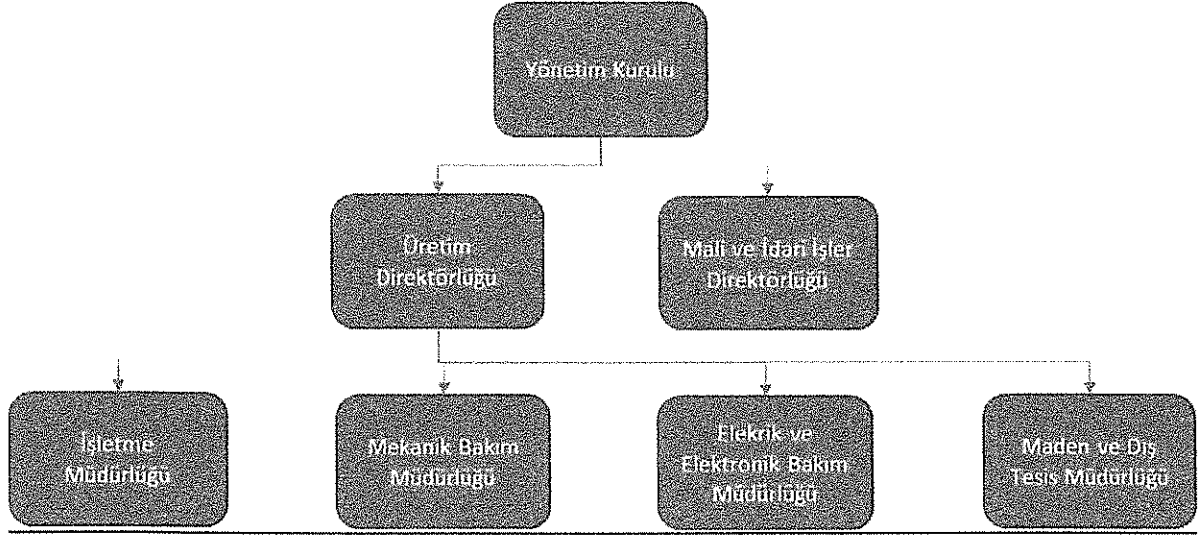 Yönetim Kurulu
Üretim
Direktörlüğü
Mali ve İdari İşler
Direktörlüğü
İşletme
Müdürlüğü
Mekanik Bakım
Müdürlüğü
Elekrik ve
Elektronik Bakım
Müdürlüğü
Maden ve Dış
Tesis Müdürlüğü